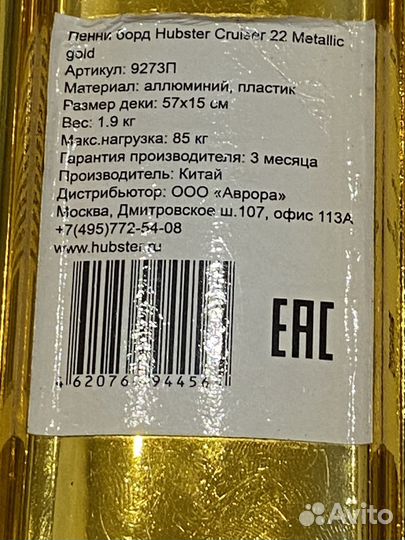 Пенни борд Hubster Cruiser 22 Metallic
gold
Артикул: 9273П
Материал: аллюминий, пластик
Размер деки: 57х15 см
Вес: 1.9 кг
Макс.нагрузка: 85 кг
Гарантия производителя: 3 месяца
Производитель: Китай
Дистрибьютор: ООО «Аврора»
Москва, Дмитровское ш.107, офис 113А
+7(495)772-54-08
www.hubster.ru
EAC
Avito